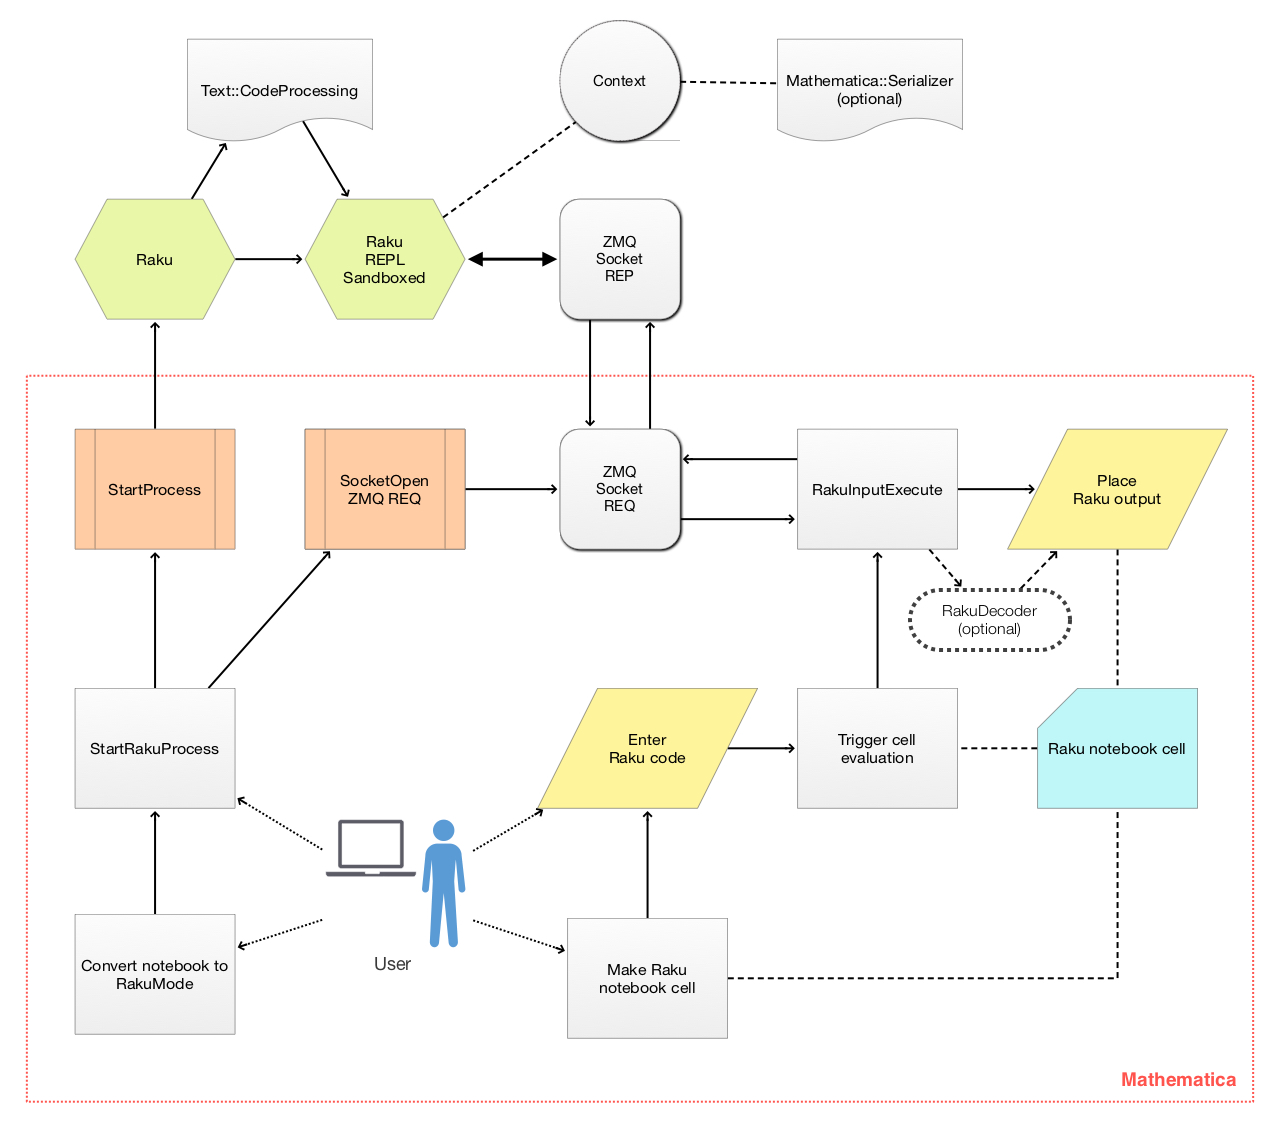 Text::CodeProcessing
Context
Mathematica::Serializer
(optional)
Raku
Raku
REPL
Sandboxed
ZMQ
Socket
REP
StartProcess
SocketOpen
ZMQ REQ
ZMQ
Socket
REQ
RakuInputExecute
Place
Raku output
RakuDecoder
(optional)
StartRakuProcess
Enter
Raku code
Trigger cell
evaluation
Raku notebook cell
Convert notebook to
RakuMode
User
Make Raku
notebook cell
Mathematica